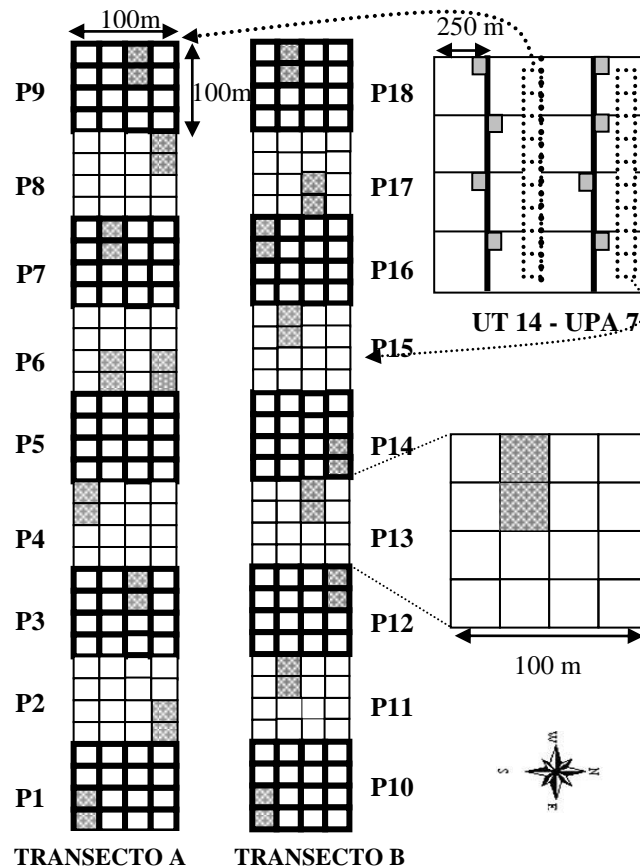 100m
250 m
P9
100m
P18
P8
P17
P7
P16
UT 14 - UPA 7
P6
P15
P5
P14
P4
P13
P3
P12
100 m
P2
P11
P1
P10
W
S
N
E
TRANSECTO A
TRANSECTO B